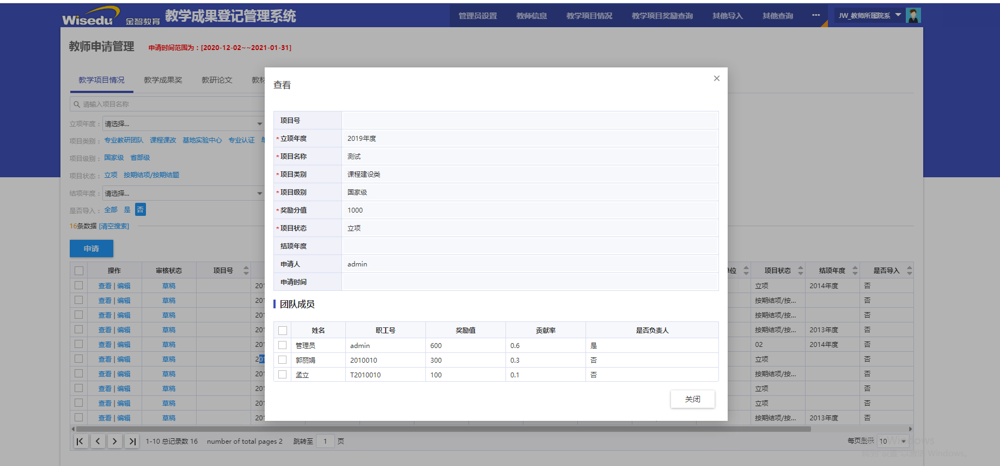 Wisedu 金智教育 教学成果登记管理系统 管理员设置 教师信息 教学项目情况 教学项目奖励查询 其他导入 其他查询 ••• JW_教师所属院系
教师申请管理 申请时间范围为：[2020-12-02~~2021-01-31]
教学项目情况 教学成果奖 教研论文 教材
请输入项目名称
立项年度： 请选择...
项目类别： 专业教研团队 课程课改 基地实验中心 专业认证
项目级别： 国家级 省部级
项目状态： 立项 按期结项/按期结题
结项年度： 请选择...
是否导入： 全部 是 否
16条数据 [清空搜索]
申请
操作 审核状态 项目号 单位 项目状态 结项年度 是否导入
查看 | 编辑 草稿 201 立项 2014年度 否
查看 | 编辑 草稿 201 按期结项/按... 否
查看 | 编辑 草稿 201 按期结项/按... 否
查看 | 编辑 草稿 201 按期结项/按... 2013年度 否
查看 | 编辑 草稿 201 02 2014年度 否
查看 | 编辑 草稿 201 立项 否
查看 | 编辑 草稿 201 按期结项/按... 否
查看 | 编辑 草稿 201 立项 否
查看 | 编辑 草稿 201 立项 否
查看 | 编辑 草稿 201 按期结项/按... 2013年度 否
1-10 总记录数 16 number of total pages 2 跳转至 1 页 每页显示 10
查看
项目号
*立项年度 2019年度
*项目名称 测试
*项目类别 课程建设类
*项目级别 国家级
*奖励分值 1000
*项目状态 立项
结项年度
申请人 admin
申请时间
团队成员
姓名 职工号 奖励值 贡献率 是否负责人
管理员 admin 600 0.6 是
郭丽娟 2010010 300 0.3 否
孟立 T2010010 100 0.1 否
关闭
Windows
转到"设置"以激活 Windows。